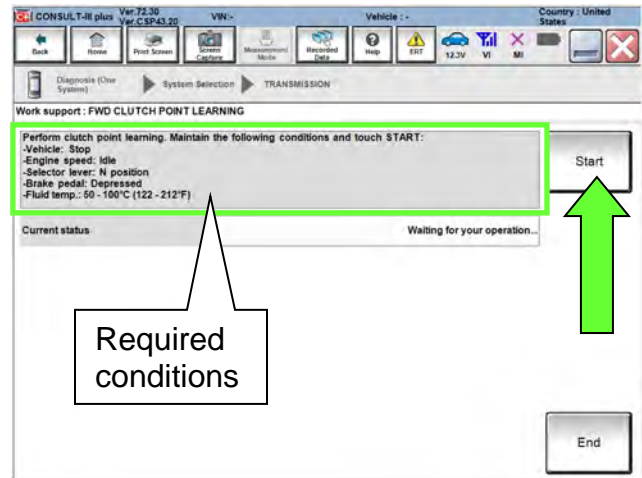 CONSULT-III plus Ver.72.30 Ver.CSP43.20 VIN:- Vehicle : - Country : United States
Back Home Print Screen Screen Capture Measurement Mode Recorded Data Help ERT 12.3V VI MI
Diagnosis (One System) System Selection TRANSMISSION
Work support : FWD CLUTCH POINT LEARNING
Perform clutch point learning. Maintain the following conditions and touch START:
-Vehicle: Stop
-Engine speed: Idle
-Selector lever: N position
-Brake pedal: Depressed
-Fluid temp.: 50 - 100°C (122 - 212°F)
Start
Current status Waiting for your operation...
Required
conditions
End